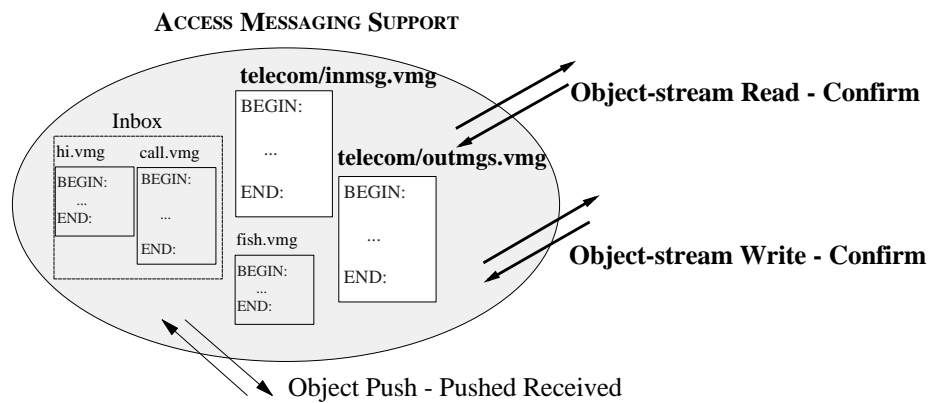 ACCESS MESSAGING SUPPORT
telecom/inmsg.vmg
BEGIN:
...
END:
Object-stream Read - Confirm
Inbox
hi.vmg
BEGIN:
...
END:
call.vmg
BEGIN:
...
END:
telecom/outmgs.vmg
BEGIN:
...
END:
fish.vmg
BEGIN:
...
END:
Object-stream Write - Confirm
Object Push - Pushed Received